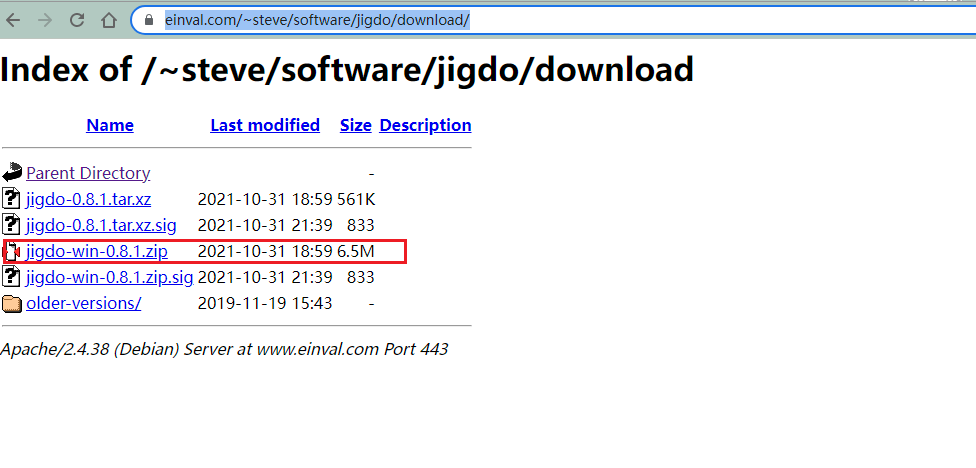 einval.com/~steve/software/jigdo/download/
Index of /~steve/software/jigdo/download
Name Last modified Size Description
Parent Directory -
jigdo-0.8.1.tar.xz 2021-10-31 18:59 561K
jigdo-0.8.1.tar.xz.sig 2021-10-31 21:39 833
jigdo-win-0.8.1.zip 2021-10-31 18:59 6.5M
jigdo-win-0.8.1.zip.sig 2021-10-31 21:39 833
older-versions/ 2019-11-19 15:43 -
Apache/2.4.38 (Debian) Server at www.einval.com Port 443